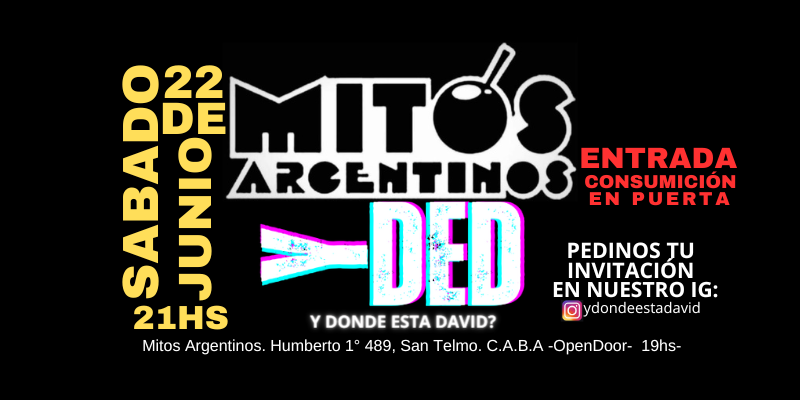 SABADO
22
DE
JUNIO
21HS
MITOS
ARGENTINOS
YDED
Y DONDE ESTA DAVID?
ENTRADA
CONSUMICIÓN
EN PUERTA
PEDINOS TU
INVITACIÓN
EN NUESTRO IG:
ydondeestadavid
Mitos Argentinos. Humberto 1° 489, San Telmo. C.A.B.A -OpenDoor- 19hs-